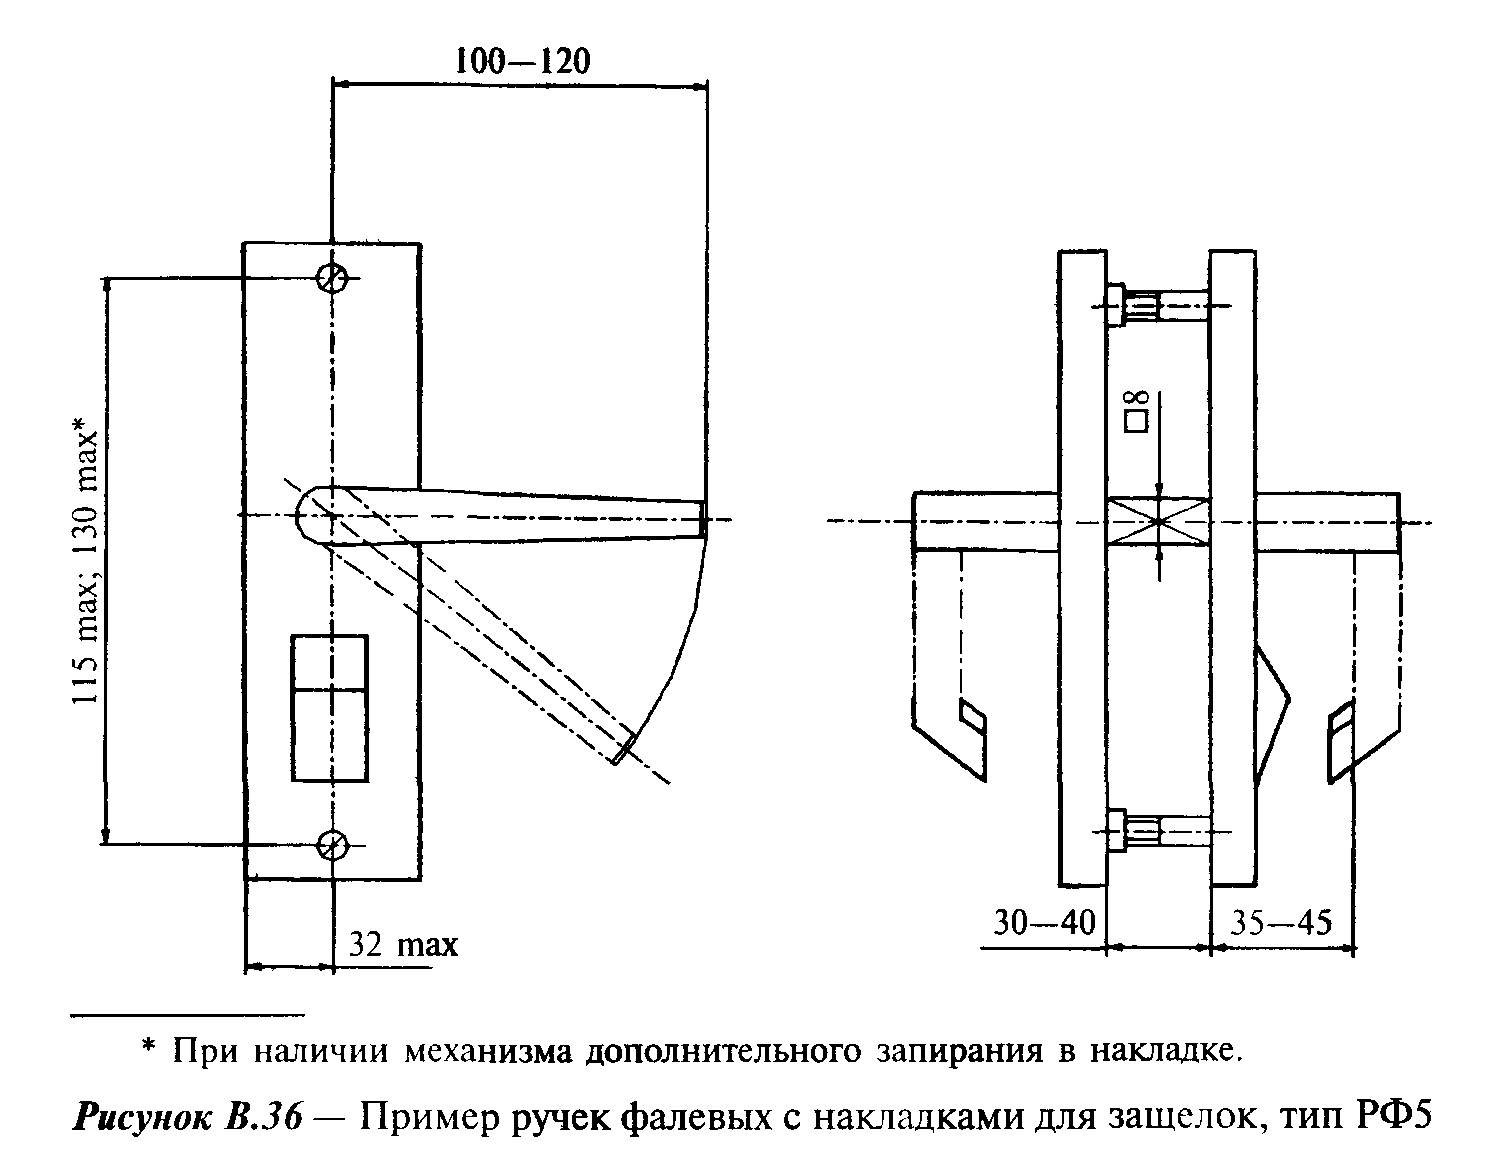 100—120
115 max; 130 max*
□8
30—40
35—45
32 max
* При наличии механизма дополнительного запирания в накладке.
Рисунок В.36 — Пример ручек фалевых с накладками для защелок, тип РФ5